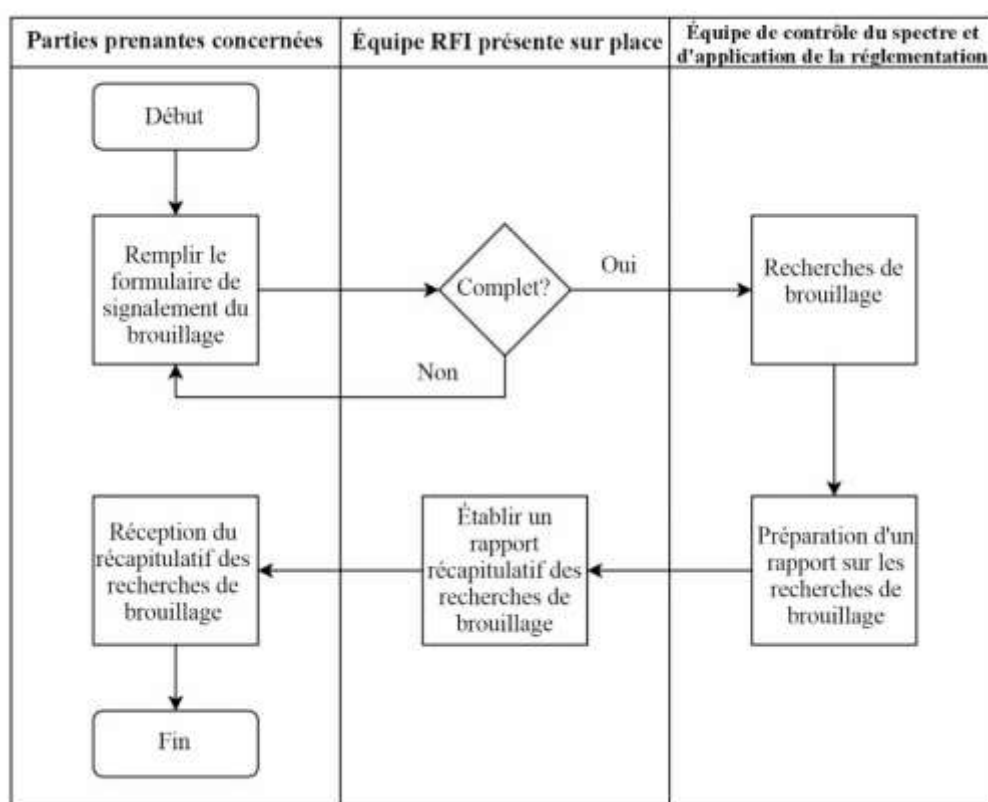 Parties prenantes concernées
Équipe RFI présente sur place
Équipe de contrôle du spectre et
d'application de la réglementation
Début
Remplir le
formulaire de
signalement du
brouillage
Complet?
Oui
Non
Recherches de
brouillage
Réception du
récapitulatif des
recherches de
brouillage
Établir un
rapport
récapitulatif des
recherches de
brouillage
Préparation d'un
rapport sur les
recherches de
brouillage
Fin